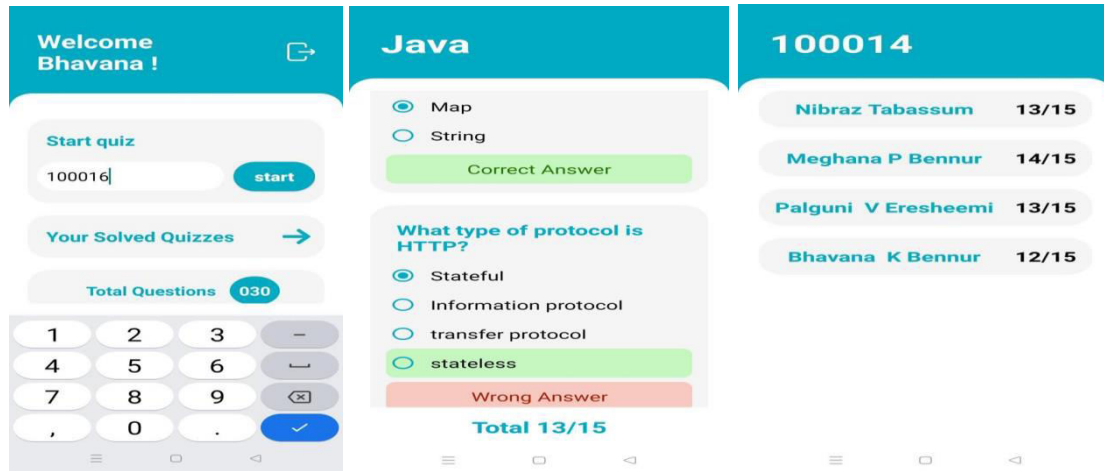 Welcome
Bhavana !
Start quiz
100016
start
Your Solved Quizzes
Total Questions 030
1 2 3 –
4 5 6
7 8 9
, 0 .
Java
Map
String
Correct Answer
What type of protocol is
HTTP?
Stateful
Information protocol
transfer protocol
stateless
Wrong Answer
Total 13/15
100014
Nibraz Tabassum 13/15
Meghana P Bennur 14/15
Palguni V Eresheemi 13/15
Bhavana K Bennur 12/15